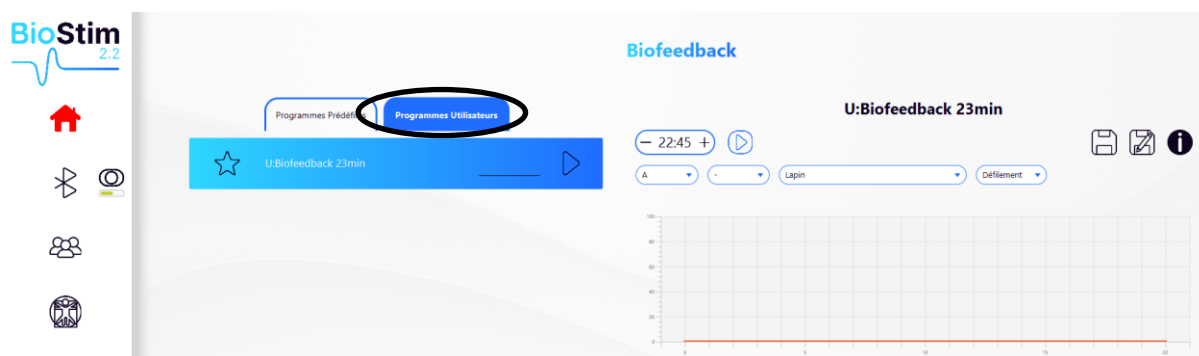 BioStim
2.2
Biofeedback
Programmes Prédéfinis
Programmes Utilisateurs
U:Biofeedback 23min
U:Biofeedback 23min
22:45
A
-
Lapin
Défilement
100
80
60
40
20
0
0
5
10
15
20